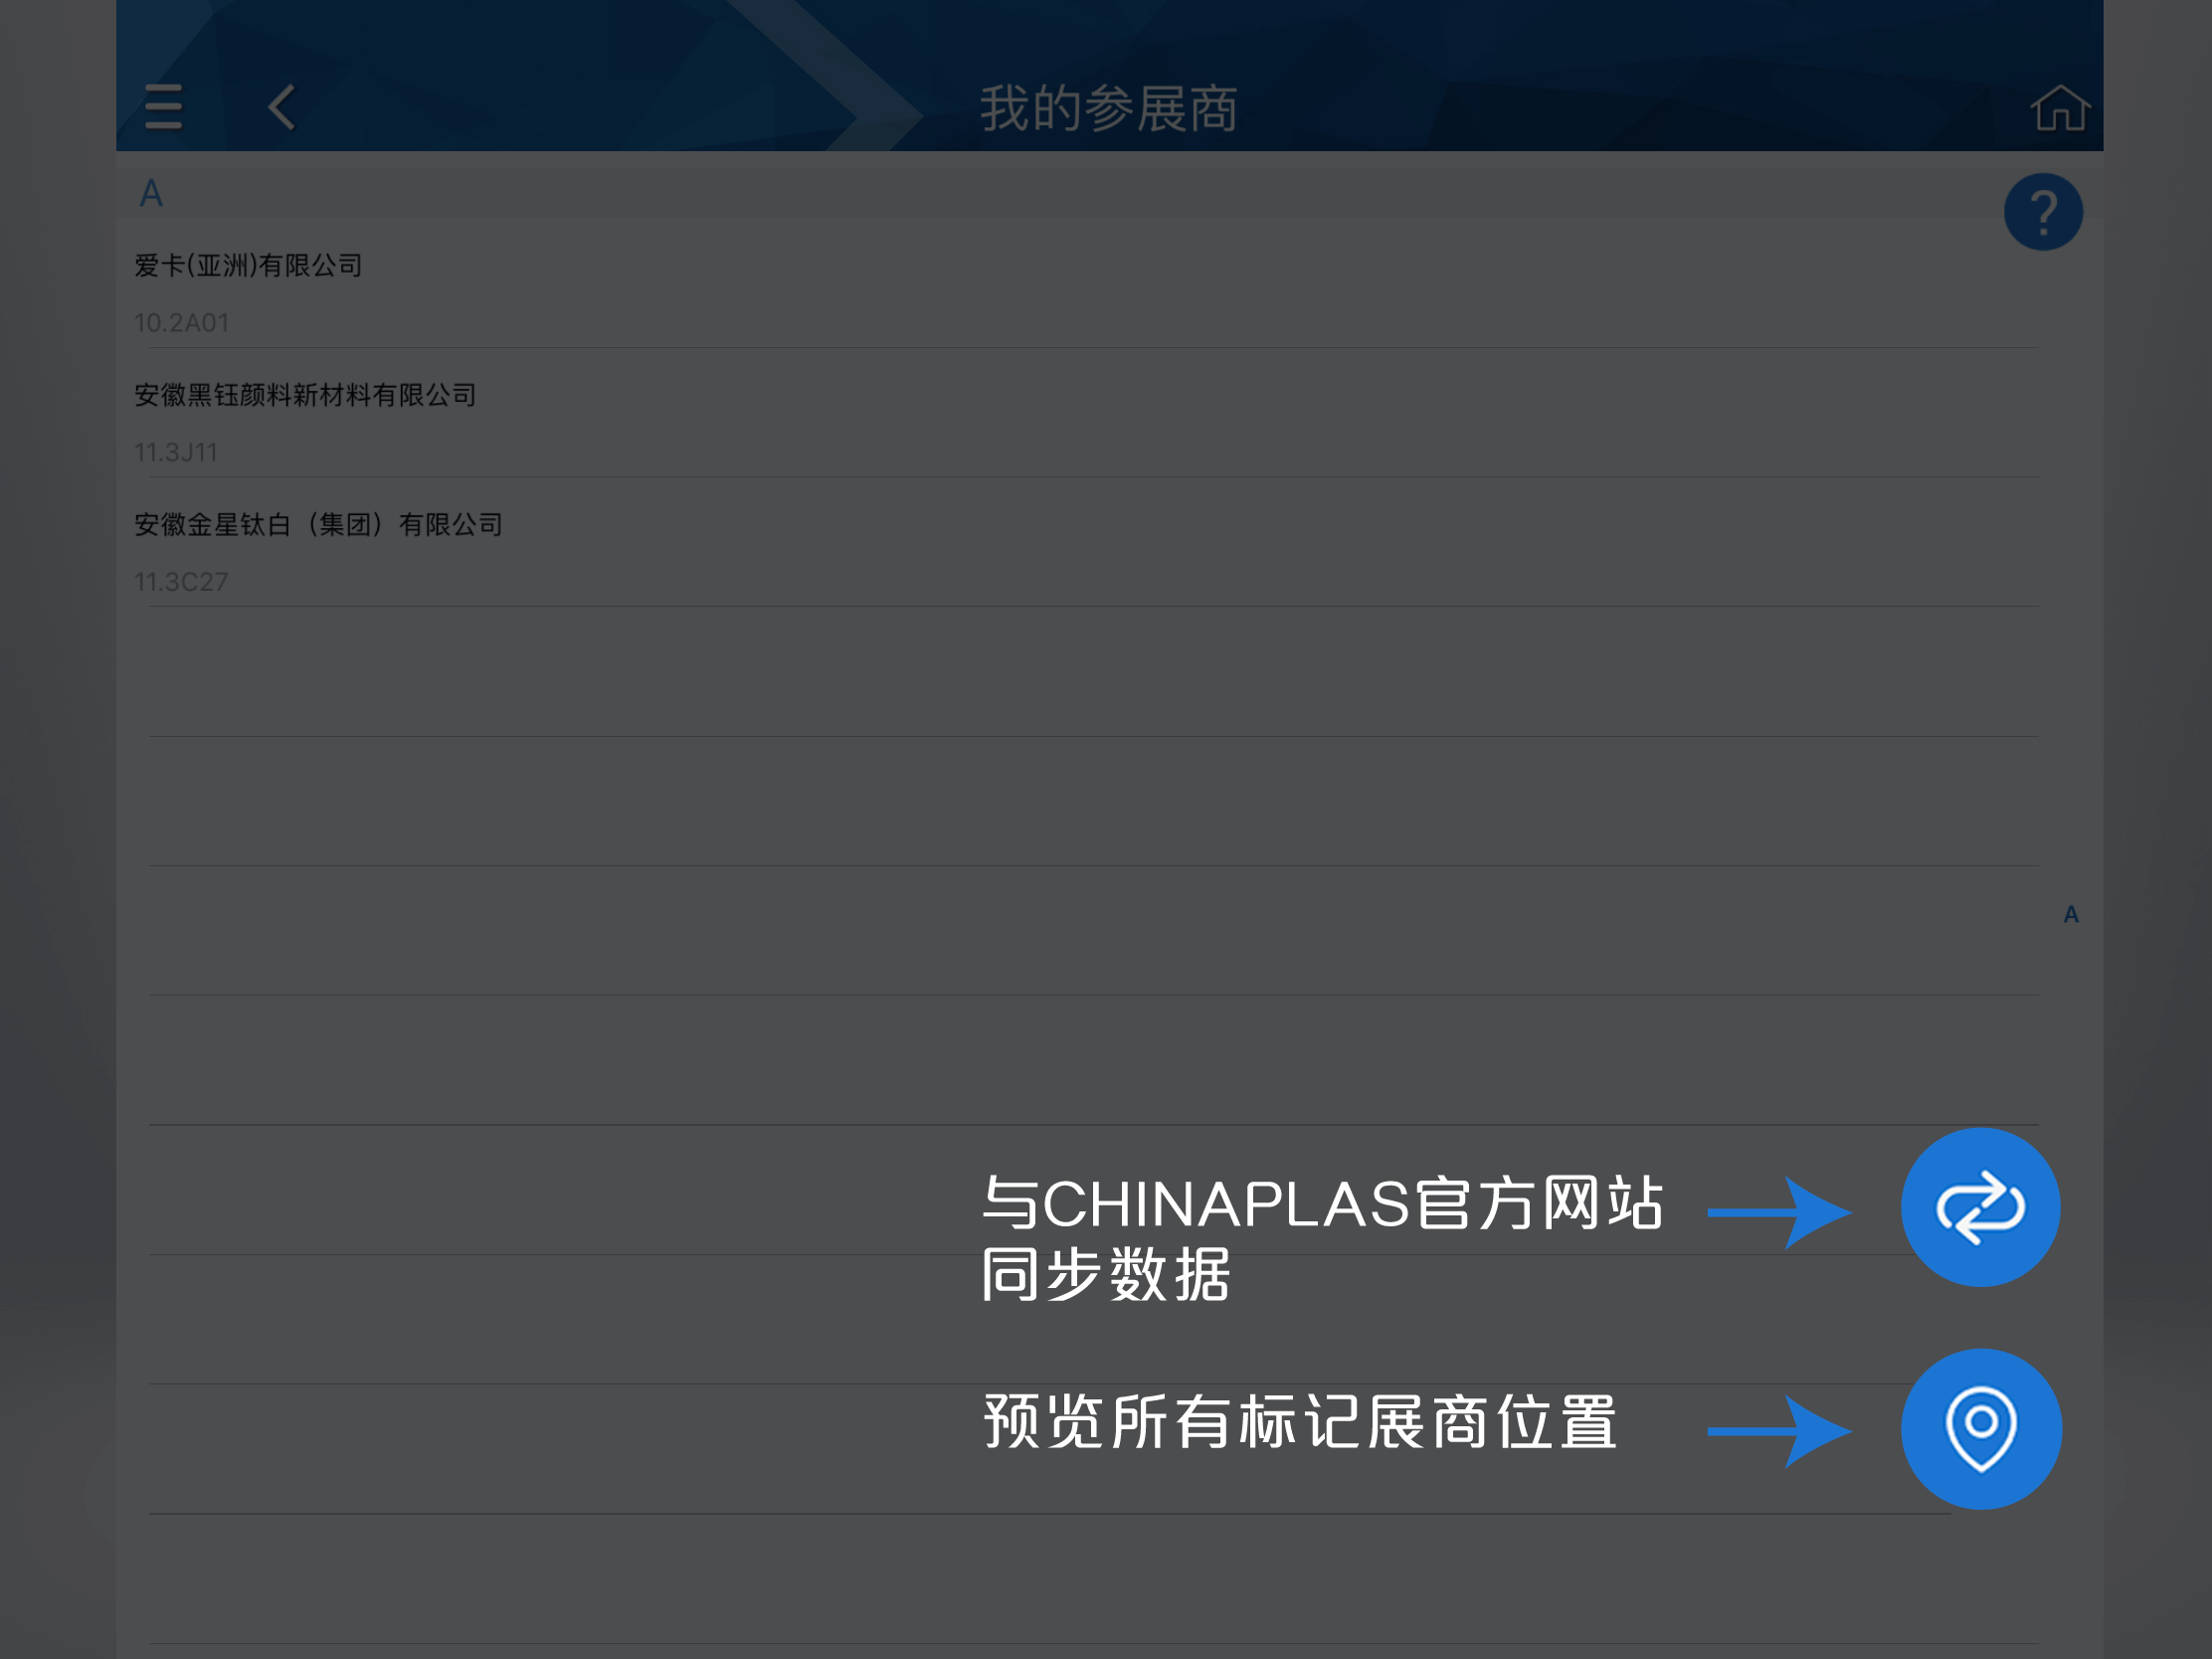 我的参展商
A
?
爱卡(亚洲)有限公司
10.2A01
安徽黑钰颜料新材料有限公司
11.3J11
安徽金星钛白（集团）有限公司
11.3C27
A
与CHINAPLAS官方网站
同步数据
预览所有标记展商位置